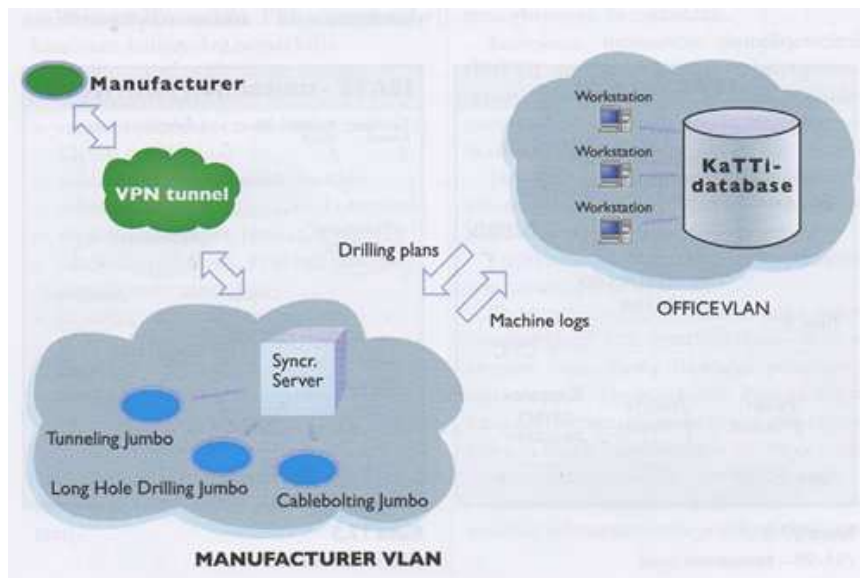 Manufacturer
VPN tunnel
Workstation
Workstation
Workstation
KaTTi-
database
OFFICE VLAN
Drilling plans
Machine logs
Syncr.
Server
Tunneling Jumbo
Long Hole Drilling Jumbo
Cablebolting Jumbo
MANUFACTURER VLAN